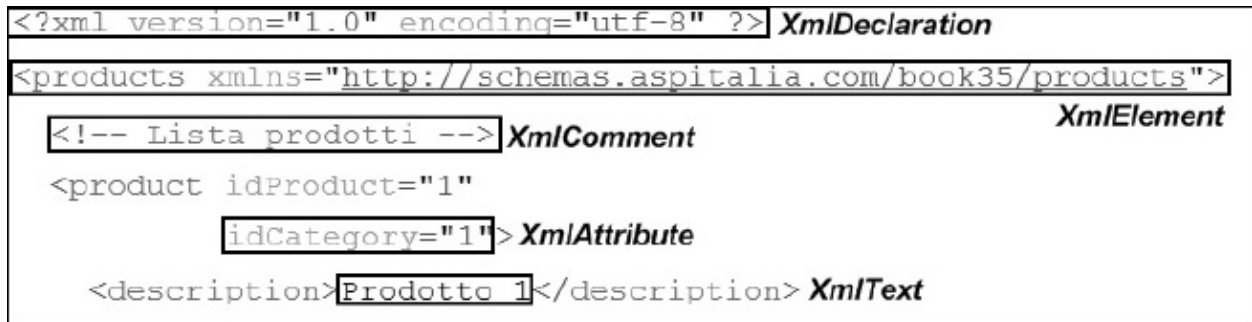 <?xml version="1.0" encoding="utf-8" ?> XmlDeclaration
<products xmlns="http://schemas.aspitalia.com/book35/products">
XmlElement
<!-- Lista prodotti --> XmlComment
<product idProduct="1"
idCategory="1"> XmlAttribute
<description>Prodotto 1</description> XmlText